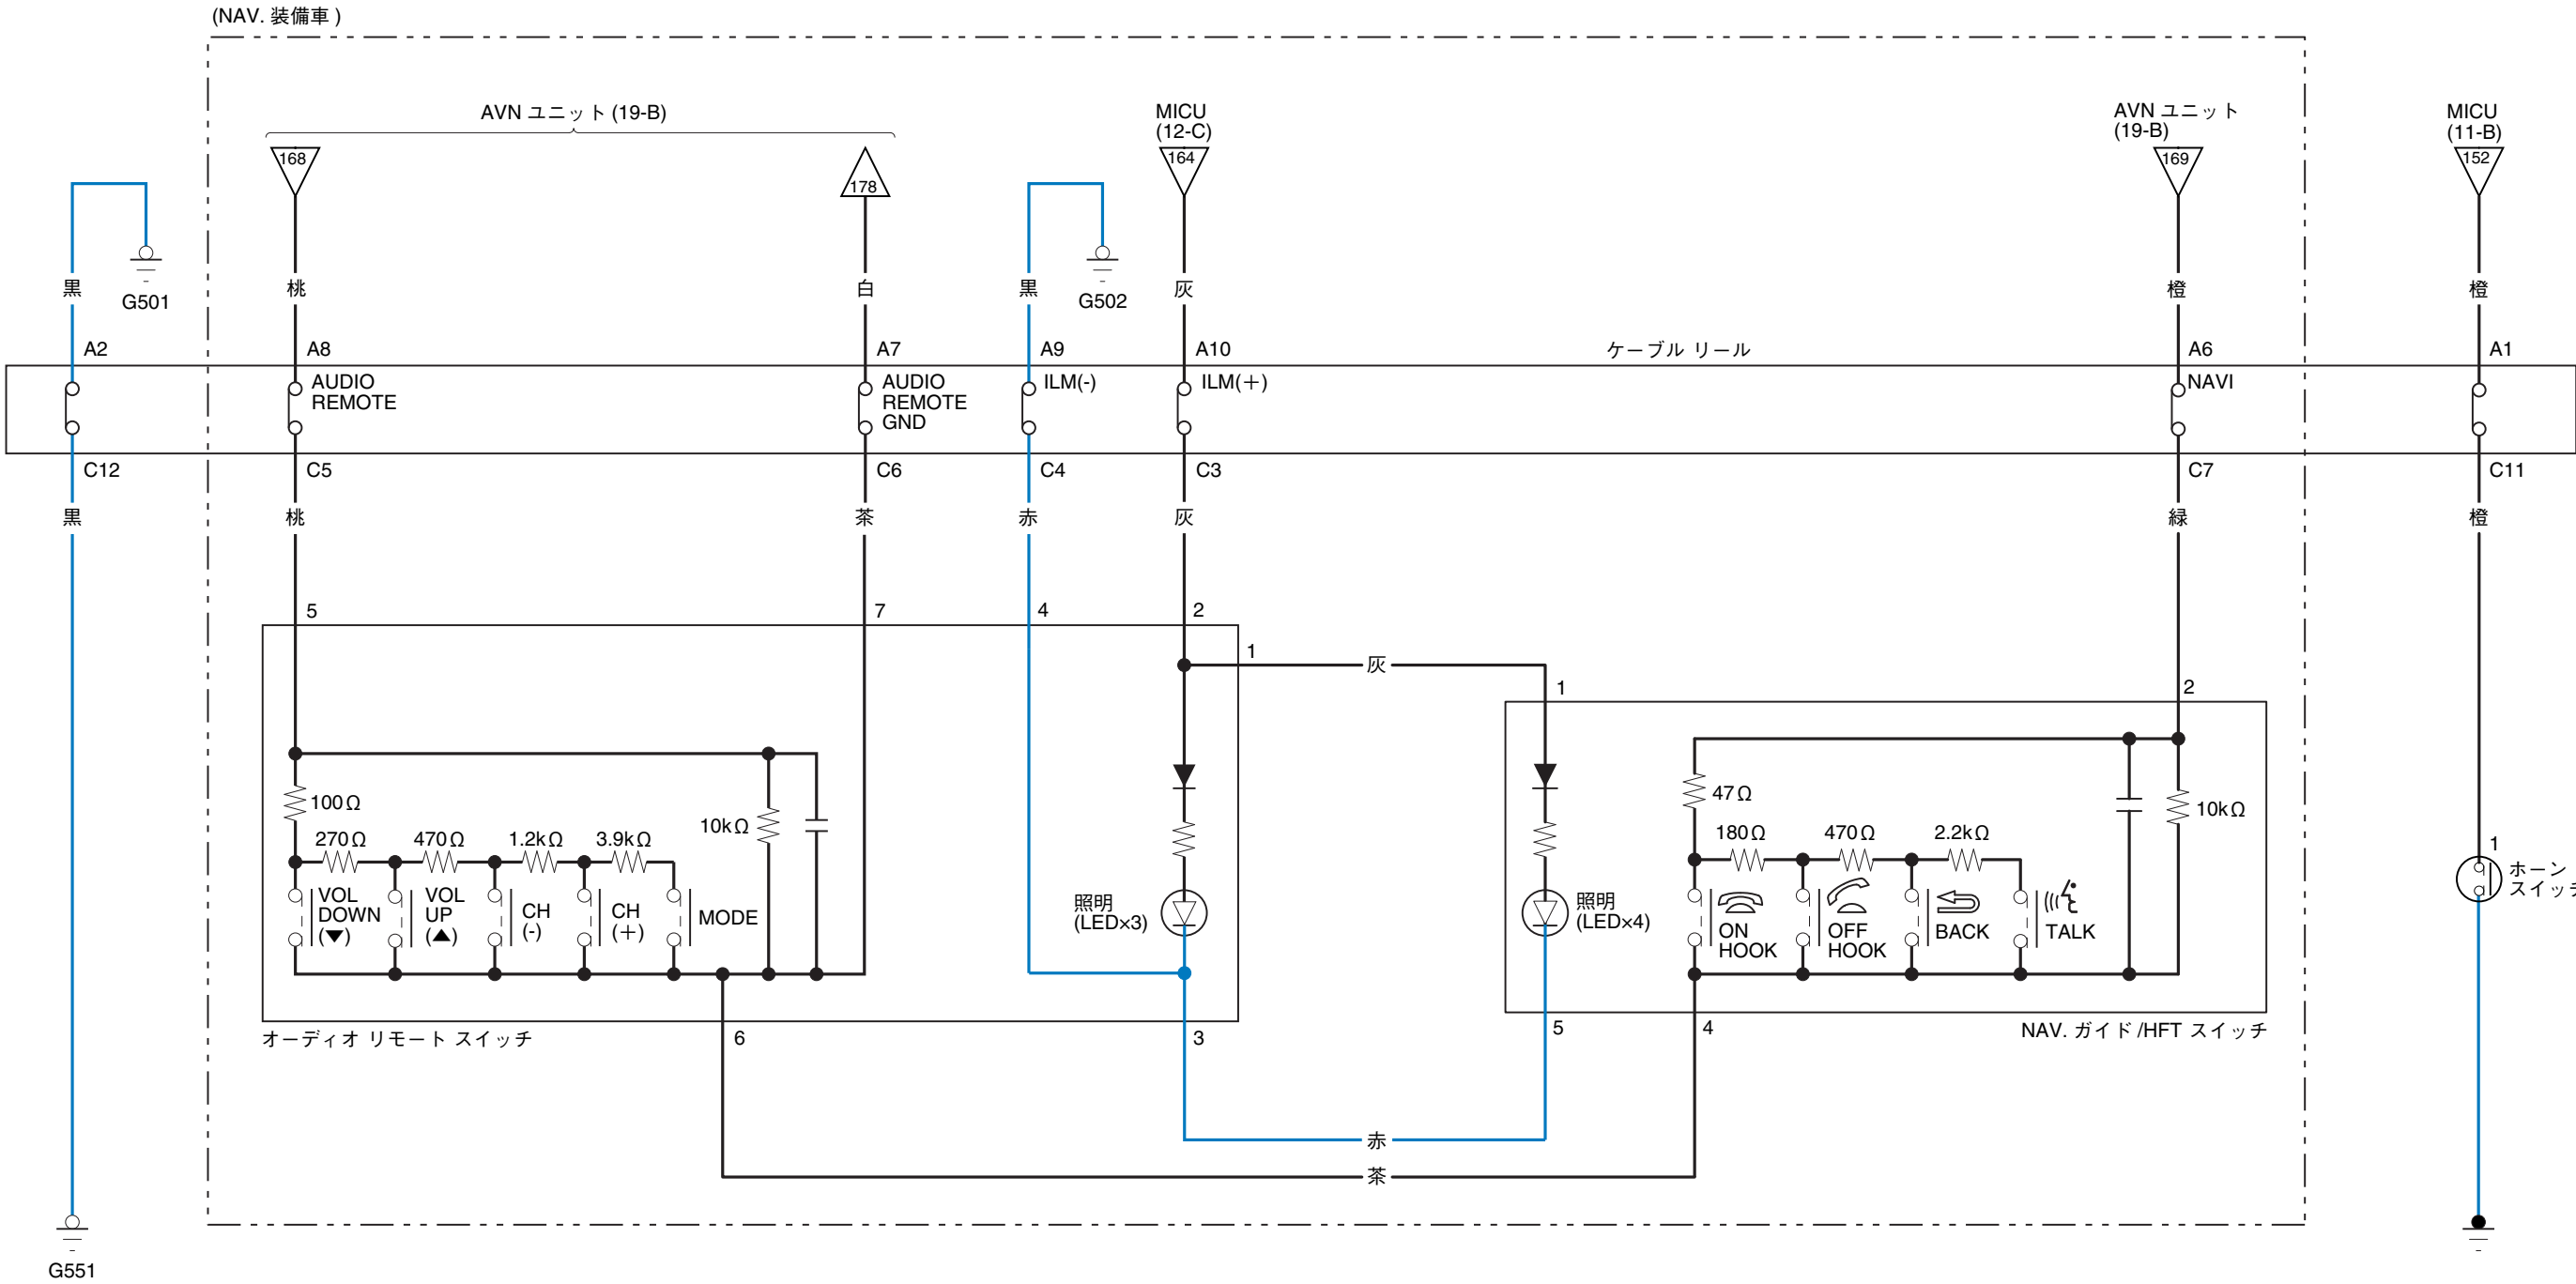 (NAV. 装備車 )
AVN ユニット (19-B)
MICU
(12-C)
AVN ユニット
(19-B)
MICU
(11-B)
168
178
164
169
152
G501
G502
黒
桃
白
黒
灰
橙
橙
A2
A8
A7
A9
A10
ケーブル リール
A6
A1
AUDIO
REMOTE
AUDIO
REMOTE
GND
ILM(-)
ILM(+)
NAVI
C12
C5
C6
C4
C3
C7
C11
黒
桃
茶
赤
灰
緑
橙
5
7
4
2
1
灰
1
2
100Ω
270Ω
470Ω
1.2kΩ
3.9kΩ
10kΩ
VOL
DOWN
(▼)
VOL
UP
(▲)
CH
(-)
CH
(+)
MODE
照明
(LED×3)
照明
(LED×4)
47Ω
180Ω
470Ω
2.2kΩ
10kΩ
ON
HOOK
OFF
HOOK
BACK
TALK
1
ホーン
スイッチ
オーディオ リモート スイッチ
6
3
5
4
NAV. ガイド /HFT スイッチ
赤
茶
G551